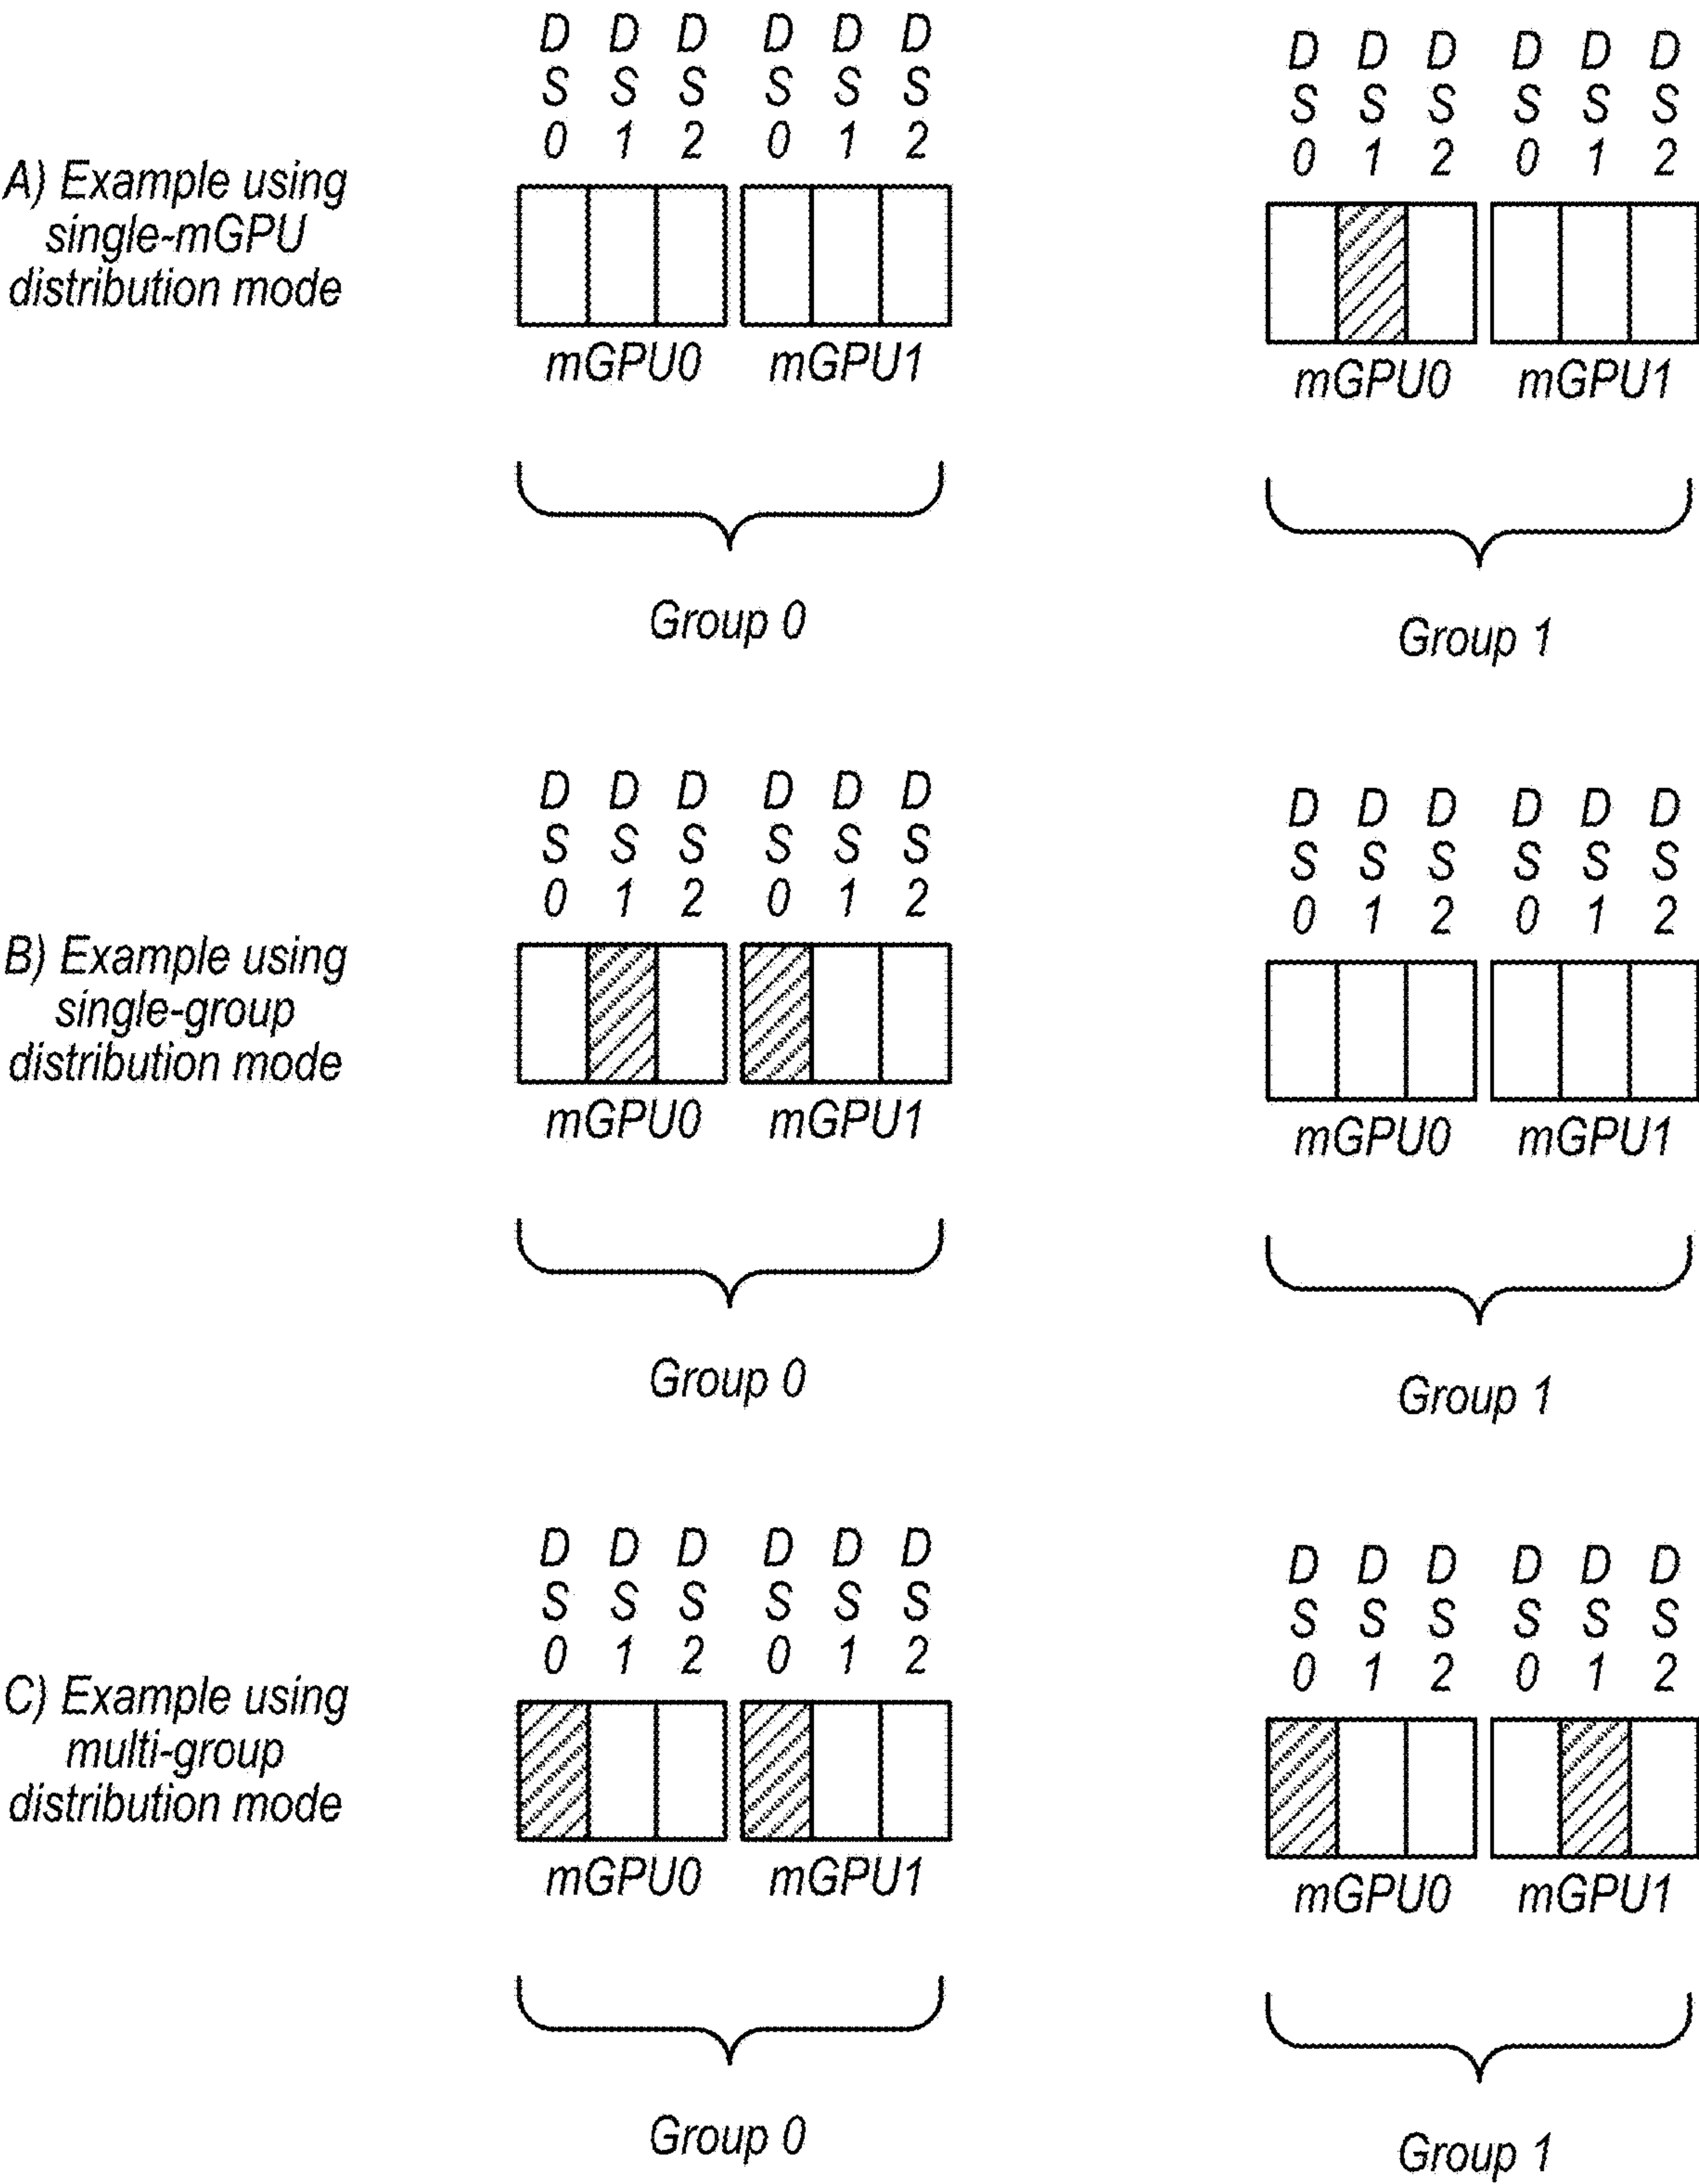 D D D D D D
S S S S S S
0 1 2 0 1 2
D D D D D D
S S S S S S
0 1 2 0 1 2
A) Example using
single-mGPU
distribution mode
mGPU0 mGPU1
mGPU0 mGPU1
Group 0
Group 1
D D D D D D
S S S S S S
0 1 2 0 1 2
D D D D D D
S S S S S S
0 1 2 0 1 2
B) Example using
single-group
distribution mode
mGPU0 mGPU1
mGPU0 mGPU1
Group 0
Group 1
D D D D D D
S S S S S S
0 1 2 0 1 2
D D D D D D
S S S S S S
0 1 2 0 1 2
C) Example using
multi-group
distribution mode
mGPU0 mGPU1
mGPU0 mGPU1
Group 0
Group 1